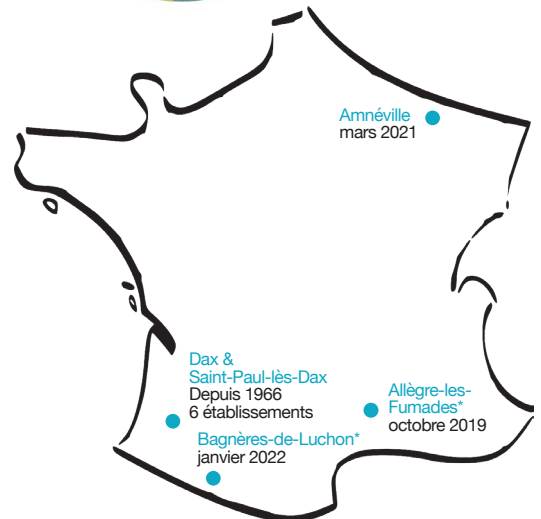 Amnéville
mars 2021
Dax &
Saint-Paul-lès-Dax
Depuis 1966
6 établissements
Allègre-les-
Fumades*
octobre 2019
Bagnères-de-Luchon*
janvier 2022